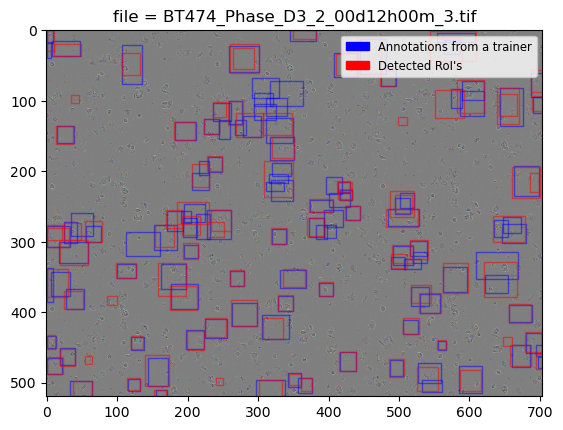 file = BT474_Phase_D3_2_00d12h00m_3.tif
Annotations from a trainer
Detected RoI's
0
100
200
300
400
500
0 100 200 300 400 500 600 700